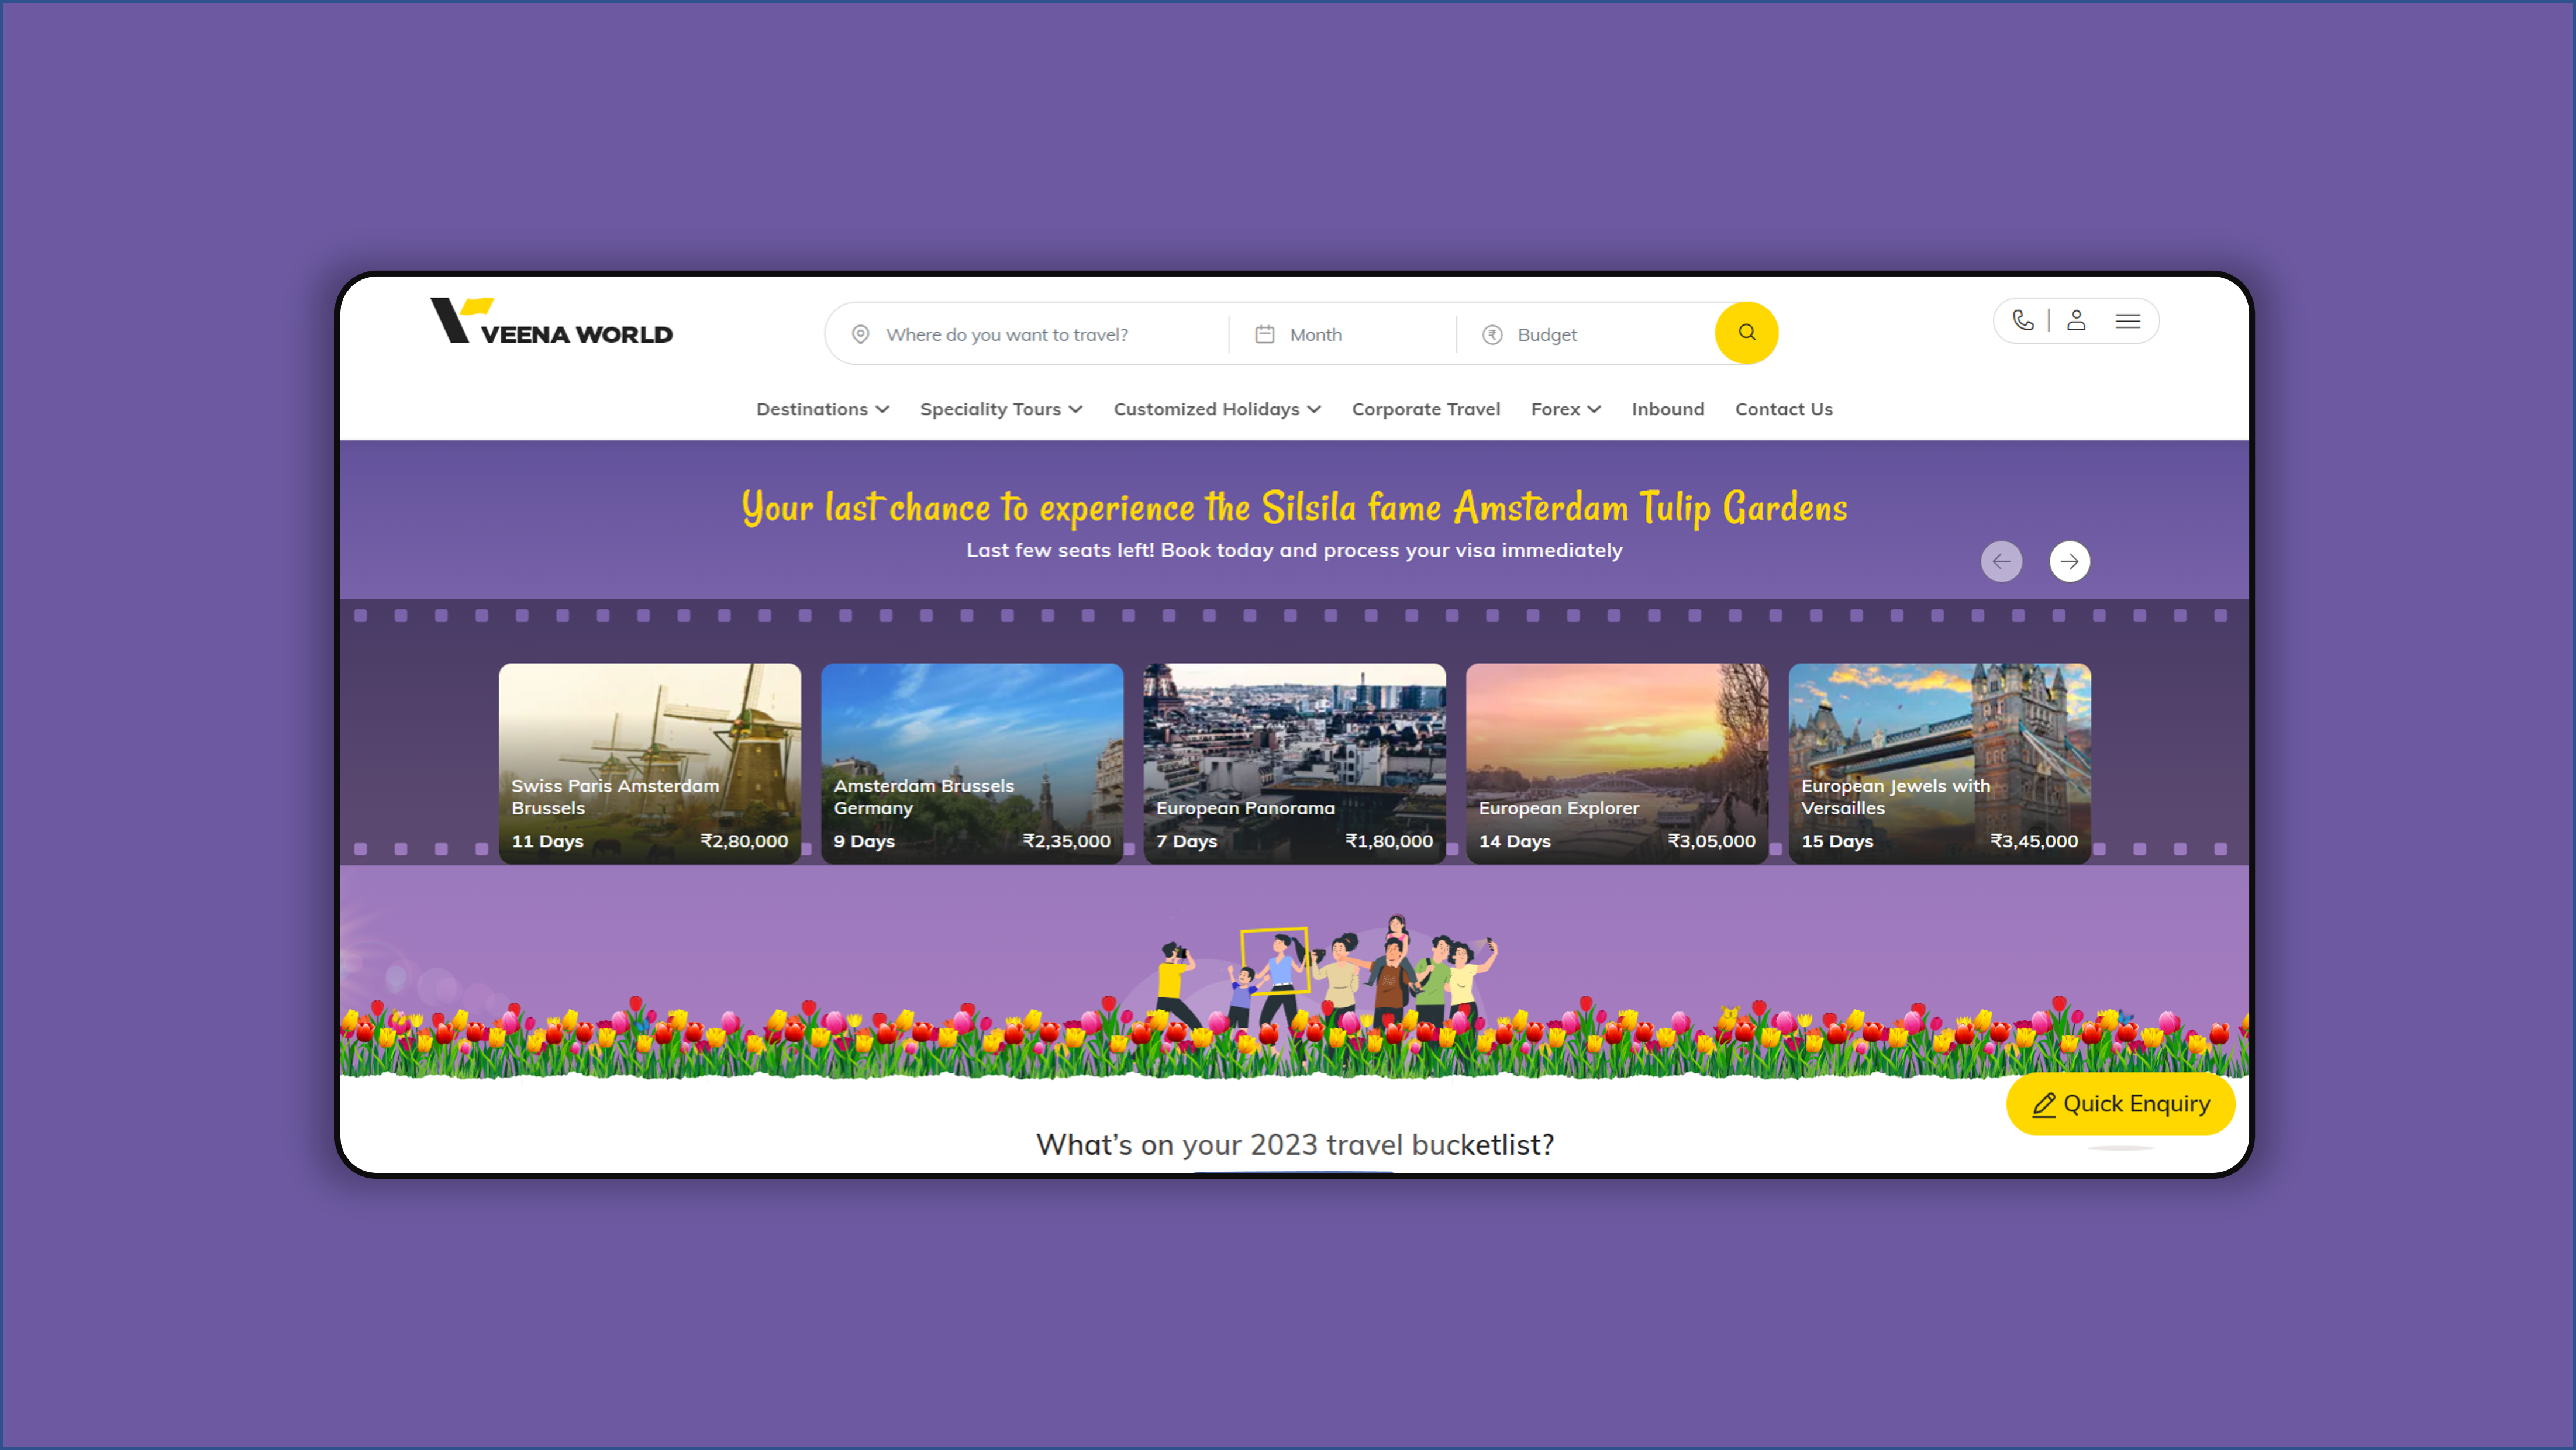 VEENA WORLD
Where do you want to travel?
Month
Budget
Destinations
Speciality Tours
Customized Holidays
Corporate Travel
Forex
Inbound
Contact Us
Your last chance to experience the Silsila fame Amsterdam Tulip Gardens
Last few seats left! Book today and process your visa immediately
Swiss Paris Amsterdam
Brussels
11 Days ₹2,80,000
Amsterdam Brussels
Germany
9 Days ₹2,35,000
European Panorama
7 Days ₹1,80,000
European Explorer
14 Days ₹3,05,000
European Jewels with
Versailles
15 Days ₹3,45,000
Quick Enquiry
What's on your 2023 travel bucketlist?